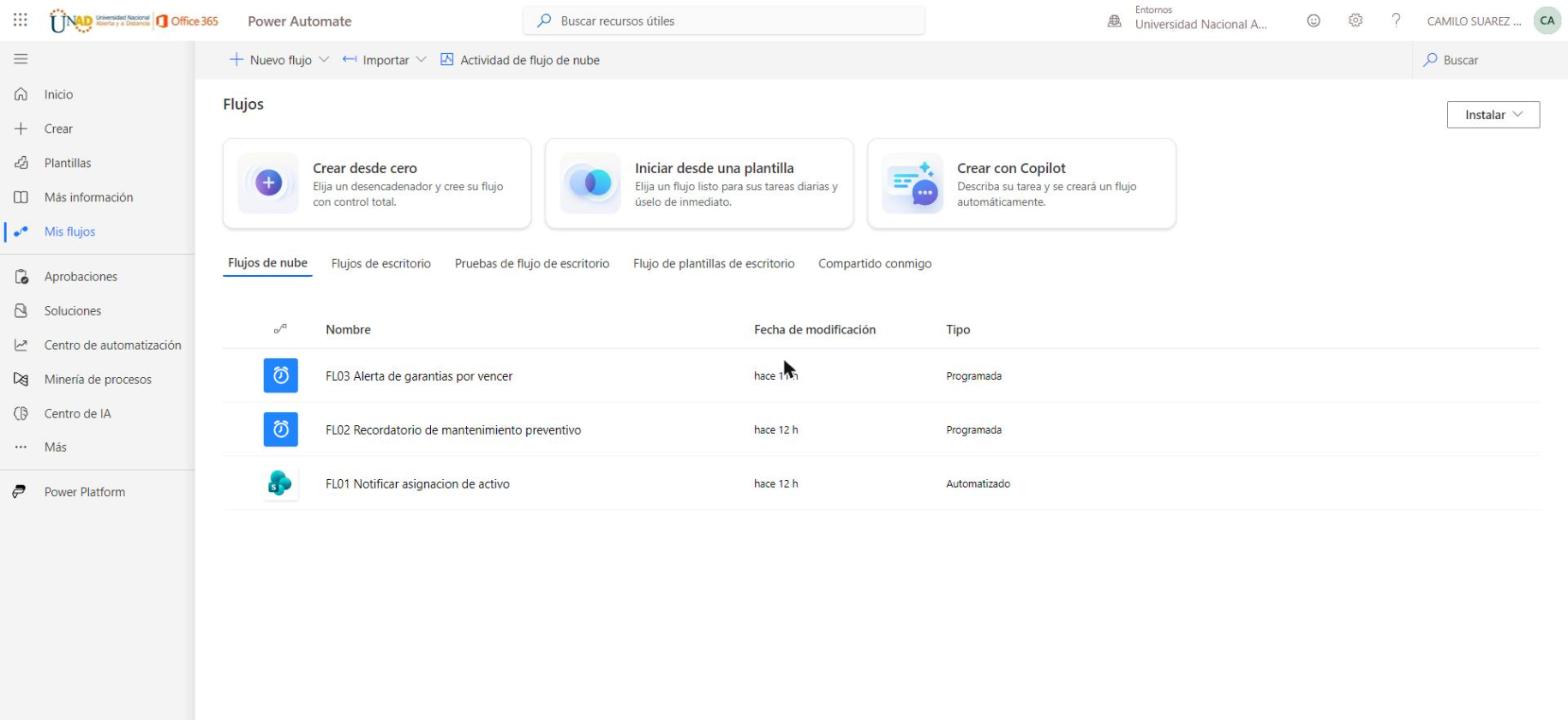 UNAD Universidad Nacional Abierta y a Distancia Office 365
Power Automate
Buscar recursos útiles
Entornos
Universidad Nacional A...
CAMILO SUAREZ ...
CA
Nuevo flujo
Importar
Actividad de flujo de nube
Buscar
Inicio
Crear
Plantillas
Más información
Mis flujos
Aprobaciones
Soluciones
Centro de automatización
Minería de procesos
Centro de IA
Más
Power Platform
Flujos
Instalar
Crear desde cero
Elija un desencadenador y cree su flujo
con control total.
Iniciar desde una plantilla
Elija un flujo listo para sus tareas diarias y
úselo de inmediato.
Crear con Copilot
Describa su tarea y se creará un flujo
automáticamente.
Flujos de nube
Flujos de escritorio
Pruebas de flujo de escritorio
Flujo de plantillas de escritorio
Compartido conmigo
Nombre
Fecha de modificación
Tipo
FL03 Alerta de garantias por vencer
hace
Programada
FL02 Recordatorio de mantenimiento preventivo
hace 12 h
Programada
FL01 Notificar asignacion de activo
hace 12 h
Automatizado